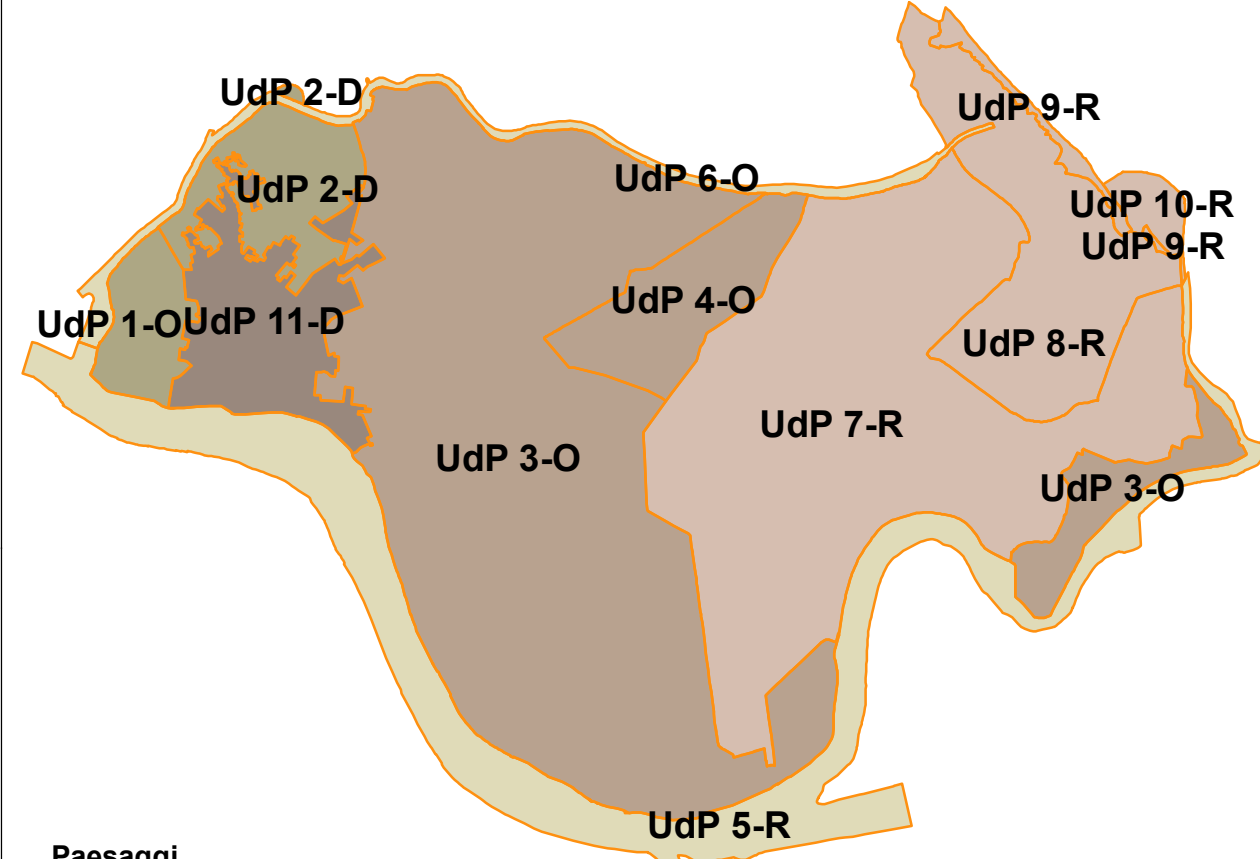 UdP 2-D
UdP 9-R
UdP 6-O
UdP 2-D
UdP 10-R
UdP 9-R
UdP 4-O
UdP 1-O
UdP 11-D
UdP 8-R
UdP 7-R
UdP 3-O
UdP 3-O
UdP 5-R
Paesaggi